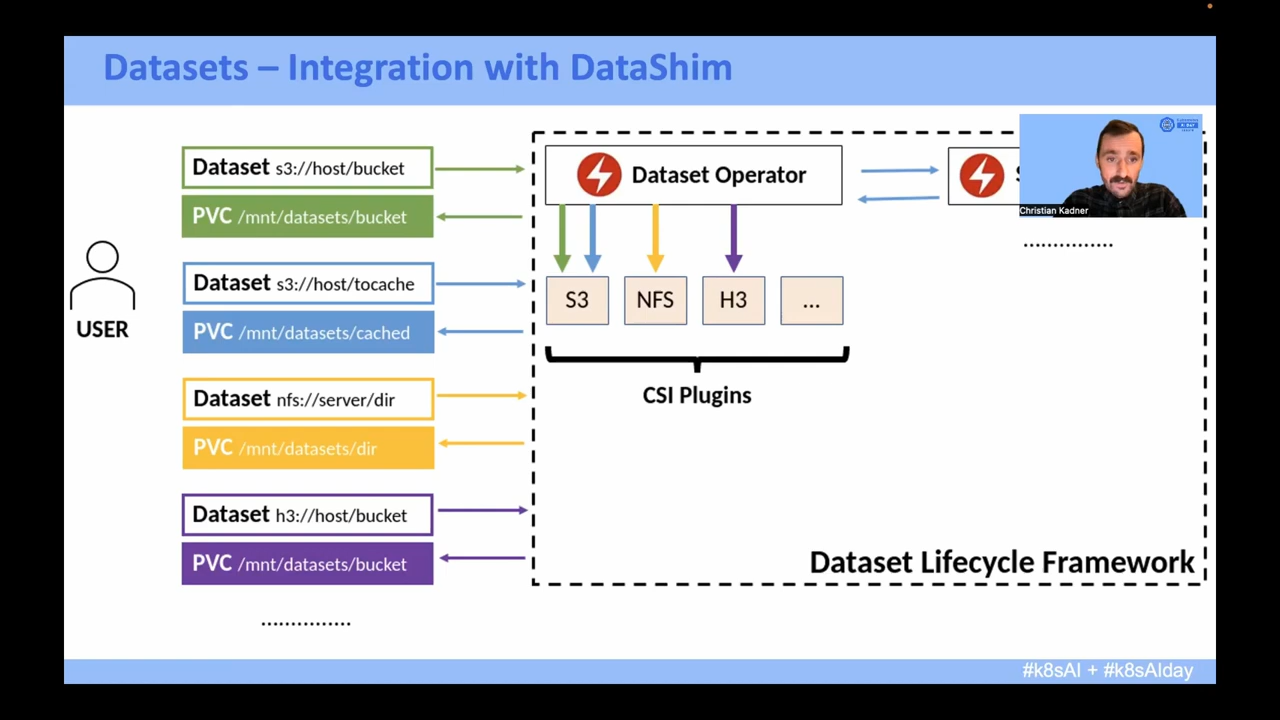 Datasets – Integration with DataShim
Dataset s3://host/bucket
PVC /mnt/datasets/bucket
Dataset s3://host/tocache
PVC /mnt/datasets/cached
Dataset nfs://server/dir
PVC /mnt/datasets/dir
Dataset h3://host/bucket
PVC /mnt/datasets/bucket
...............
USER
Dataset Operator
S3
NFS
H3
...
CSI Plugins
Christian Kadner
...............
Dataset Lifecycle Framework
#k8sAI + #k8sAIday